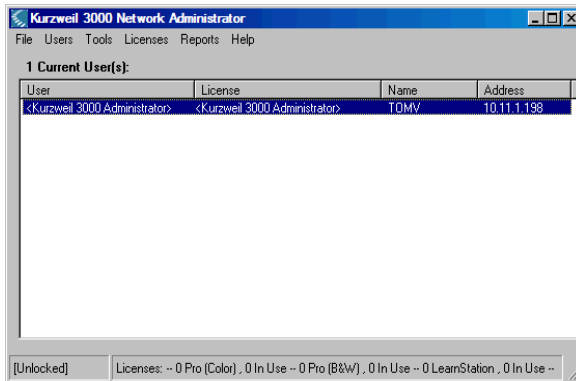 Kurzweil 3000 Network Administrator
File Users Tools Licenses Reports Help
1 Current User(s):
User License Name Address
<Kurzweil 3000 Administrator> <Kurzweil 3000 Administrator> TOMV 10.11.1.198
[Unlocked] Licenses: -- 0 Pro (Color) , 0 In Use -- 0 Pro (B&W) , 0 In Use -- 0 LearnStation , 0 In Use --